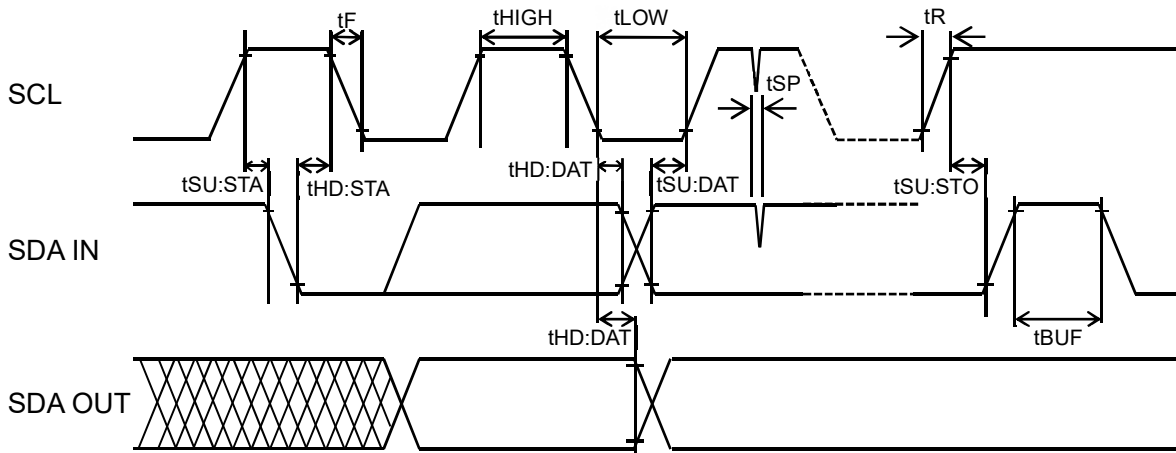 tF tHIGH tLOW tR
SCL
tSP
tSU:STA tHD:STA tHD:DAT tSU:DAT tSU:STO
SDA IN
tHD:DAT tBUF
SDA OUT